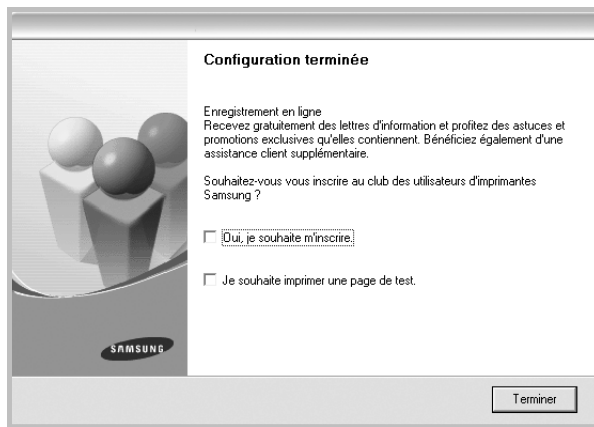 Configuration terminée
Enregistrement en ligne
Recevez gratuitement des lettres d'information et profitez des astuces et
promotions exclusives qu'elles contiennent. Bénéficiez également d'une
assistance client supplémentaire.
Souhaitez-vous vous inscrire au club des utilisateurs d'imprimantes
Samsung ?
Oui, je souhaite m'inscrire.
Je souhaite imprimer une page de test.
SAMSUNG
Terminer